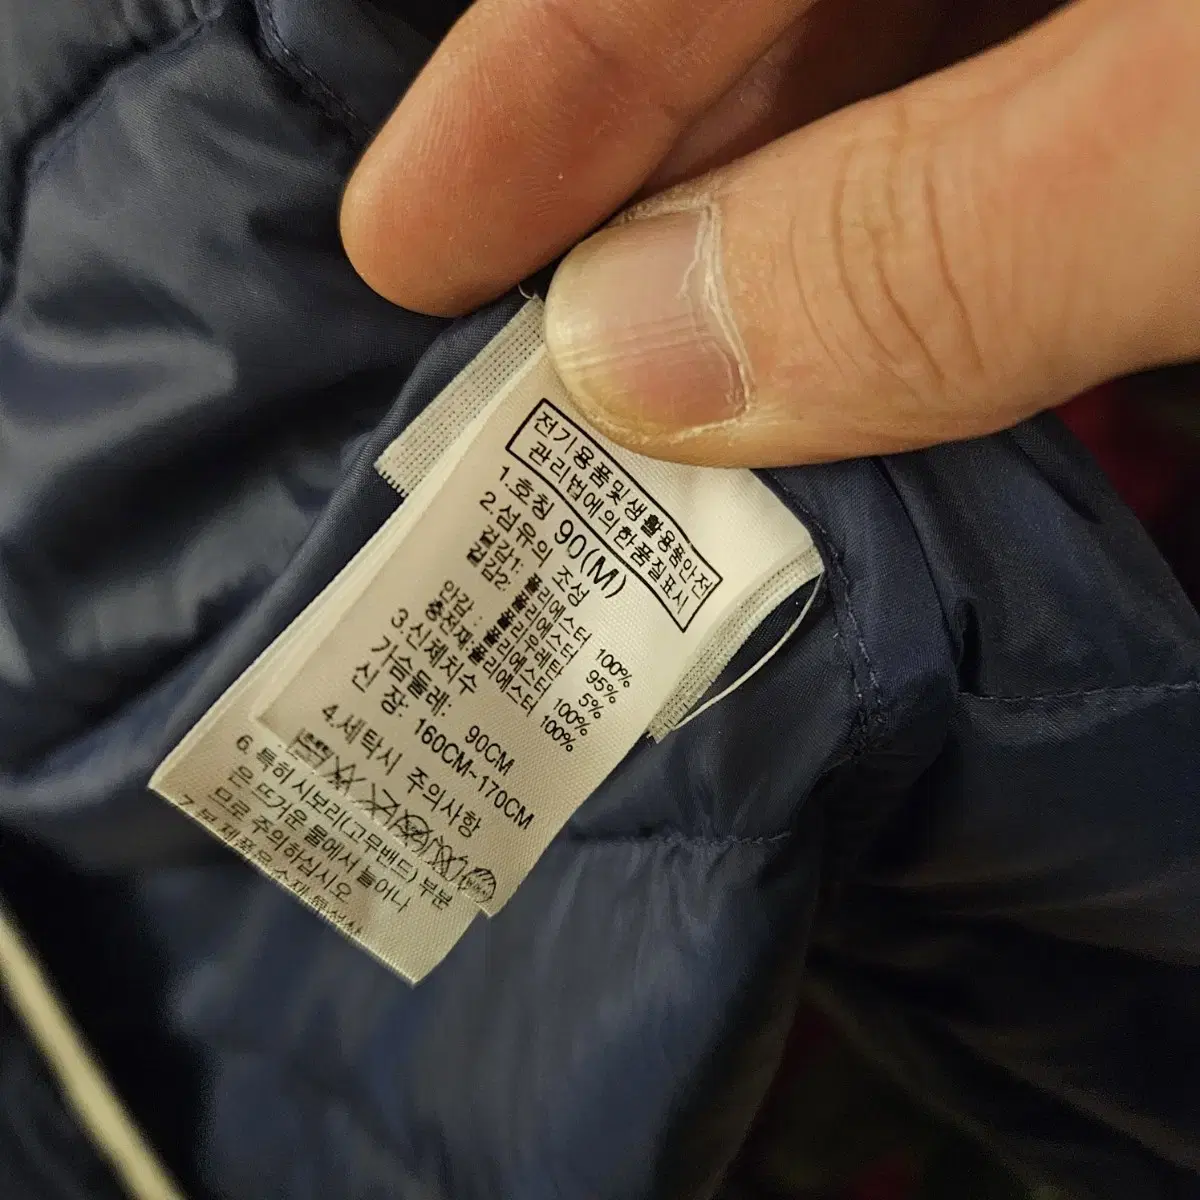 전기용품및생활용품안전
관리법에의한품질표시
1.호칭 90(M)
2.섬유의 조성
겉감1: 폴리에스터 100%
겉감2: 폴리에스터 95%
폴리우레탄 5%
안감 : 폴리에스터 100%
충전재:폴리에스터 100%
3.신체치수
가슴둘레: 90CM
신 장: 160CM~170CM
4.세탁시 주의사항
6. 특허 시보리(고무밴드) 부분
은 뜨거운 물에서 늘어나
므로 주의하십시오
7.